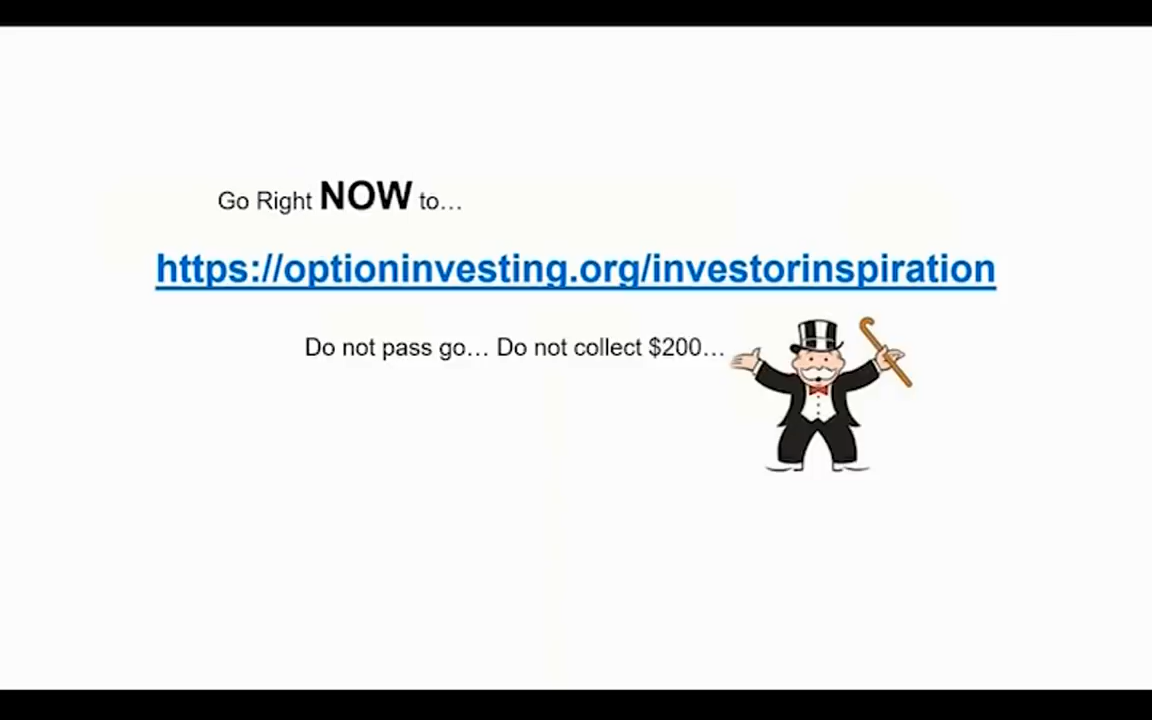 Go Right NOW to…
https://optioninvesting.org/investorinspiration
Do not pass go… Do not collect $200…